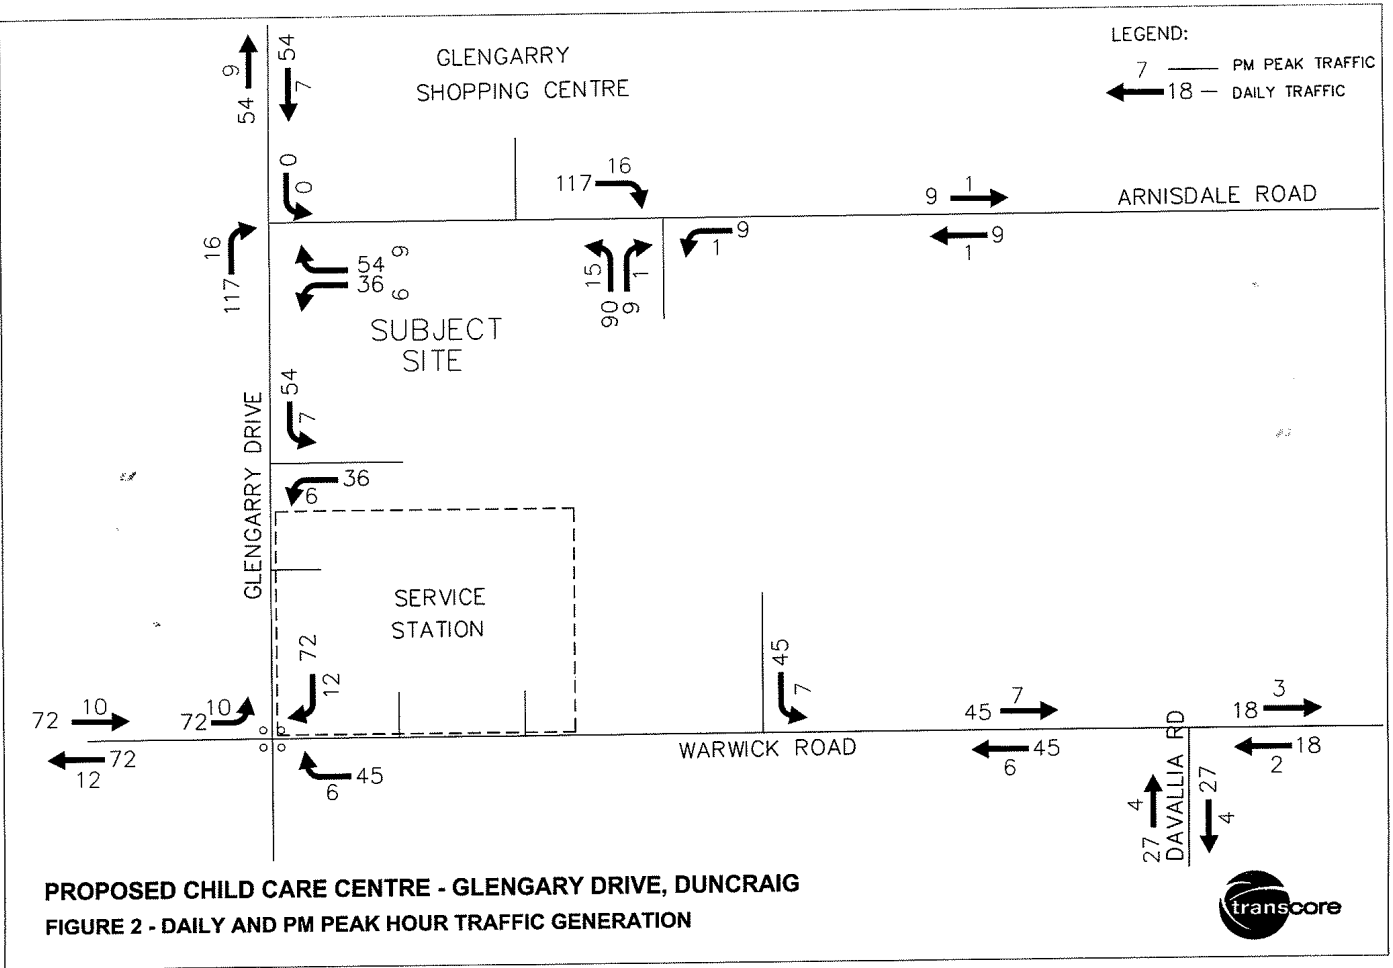 LEGEND:
7 PM PEAK TRAFFIC
18 DAILY TRAFFIC
GLENGARRY
SHOPPING CENTRE
54 9
54 7
0 0
117 16
9 1
ARNISDALE ROAD
9
1
9
1
16
117
54 9
36 6
15
90
1
9
SUBJECT
SITE
54
7
GLENGARRY DRIVE
36
6
SERVICE
STATION
72
12
45
7
72 10
72 10
72
12
45
6
WARWICK ROAD
45 7
45
6
18 3
18
2
DAVALLIA RD
27 4
27
4
PROPOSED CHILD CARE CENTRE - GLENGARY DRIVE, DUNCRAIG
FIGURE 2 - DAILY AND PM PEAK HOUR TRAFFIC GENERATION
transcore